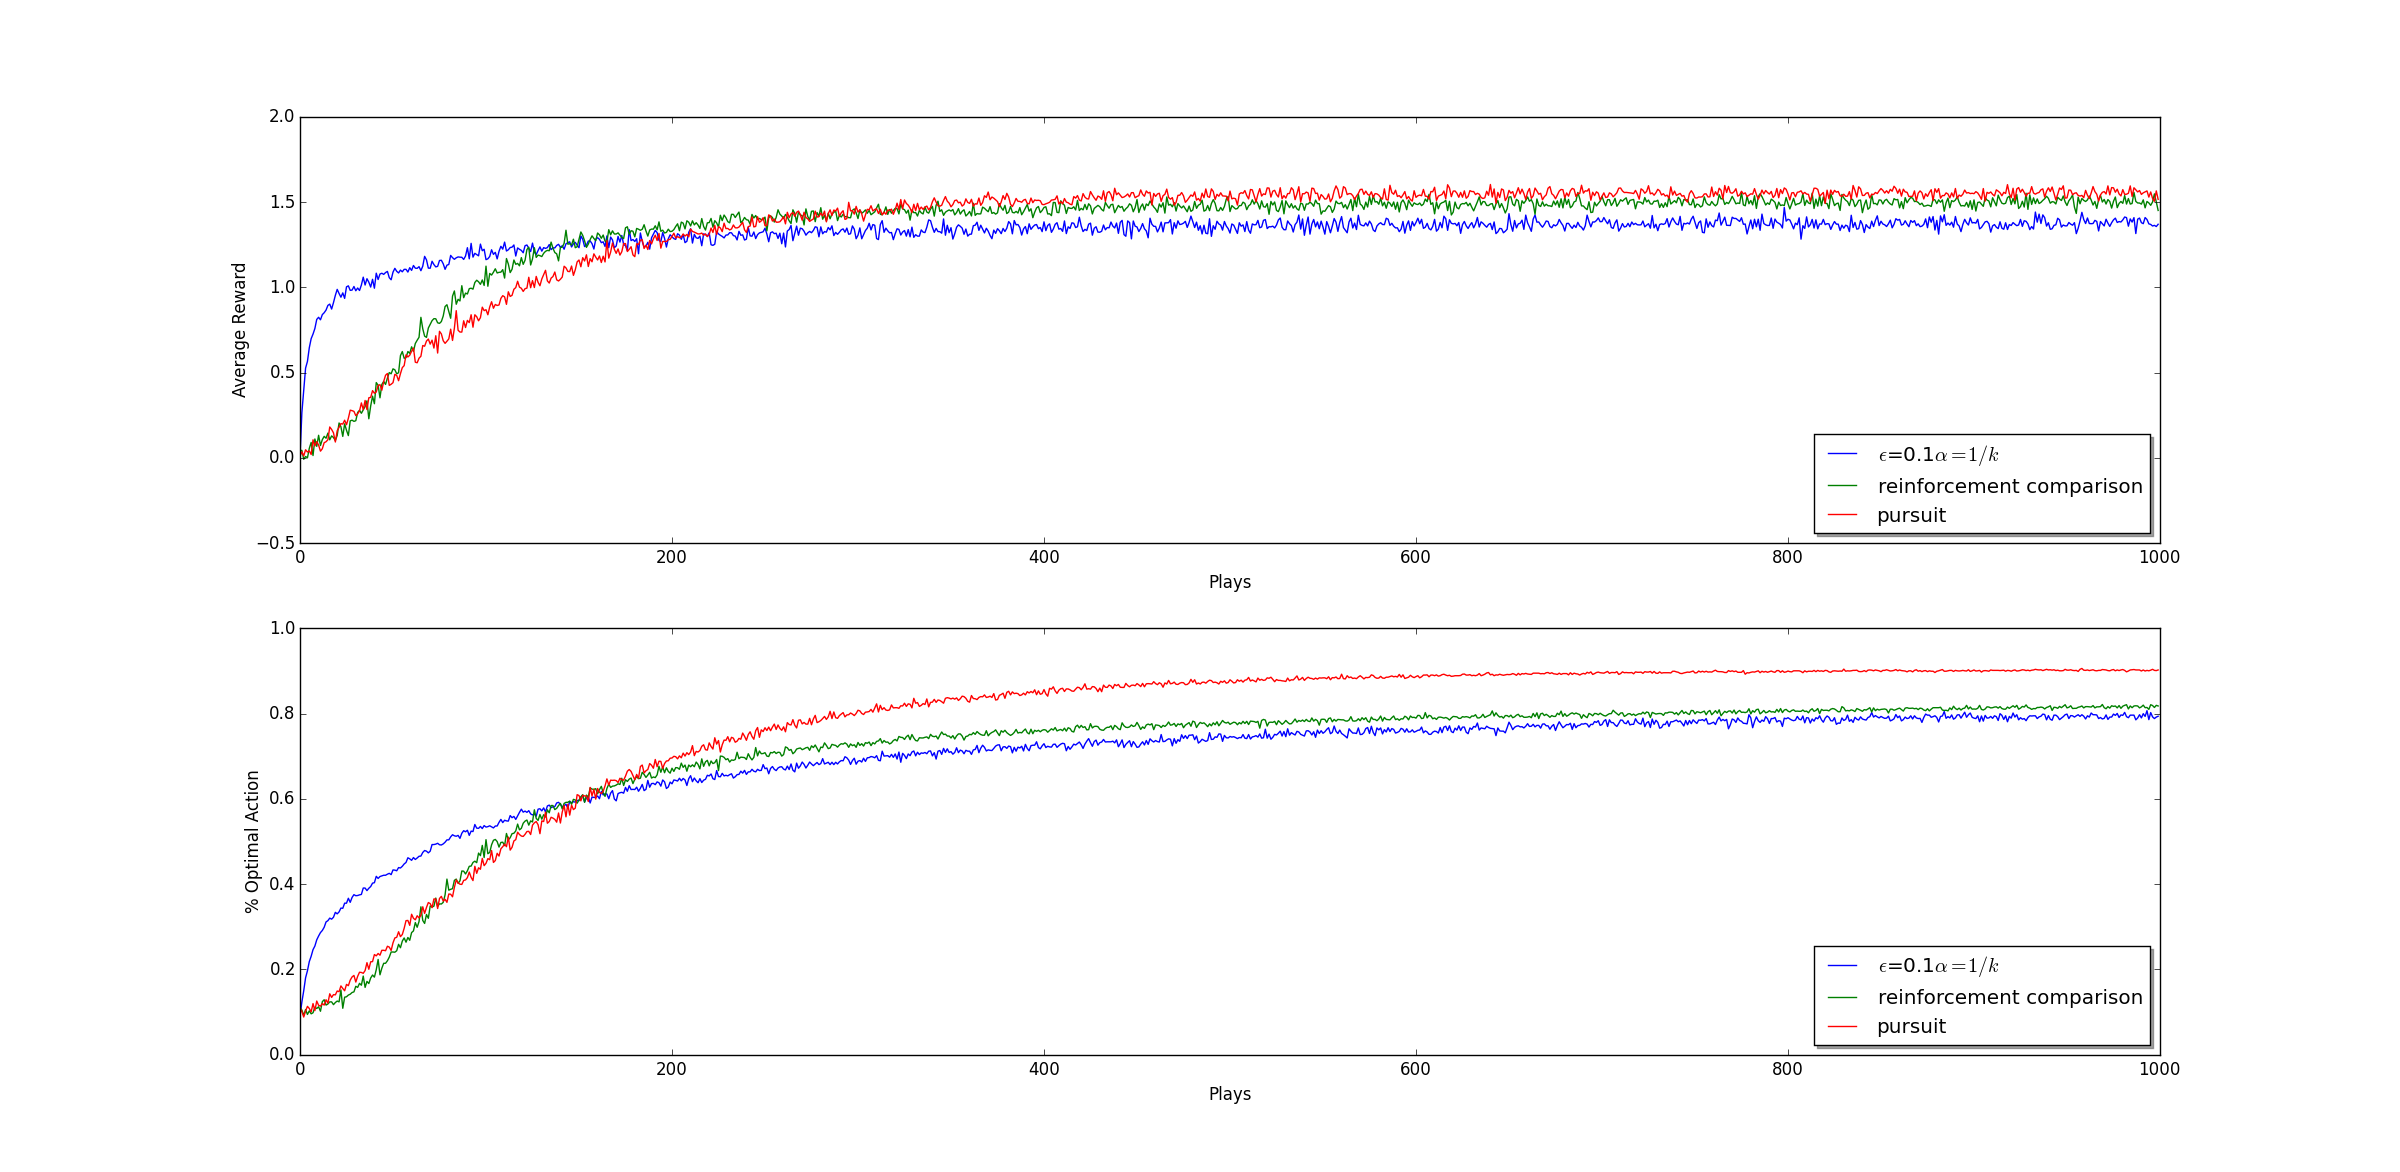 2.0
1.5
1.0
0.5
0.0
−0.5
Average Reward
0 200 400 600 800 1000
Plays
ϵ=0.1α=1/k
reinforcement comparison
pursuit
1.0
0.8
0.6
0.4
0.2
0.0
% Optimal Action
0 200 400 600 800 1000
Plays
ϵ=0.1α=1/k
reinforcement comparison
pursuit